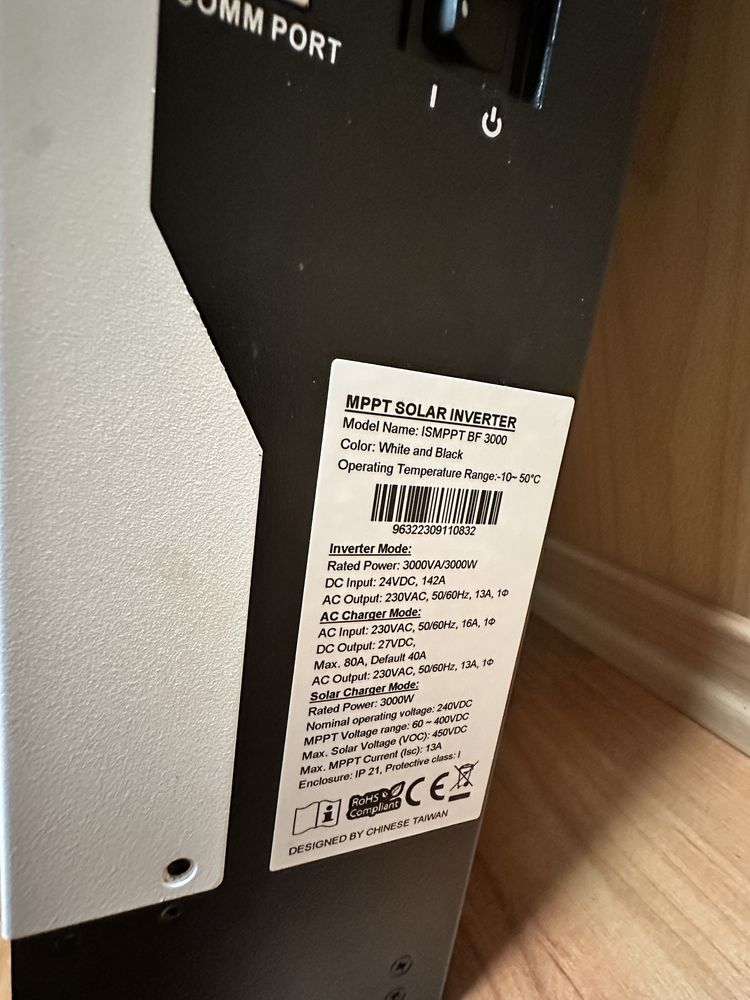 COMM PORT
MPPT SOLAR INVERTER
Model Name: ISMPPT BF 3000
Color: White and Black
Operating Temperature Range:-10~ 50°C
96322309110832
Inverter Mode:
Rated Power: 3000VA/3000W
DC Input: 24VDC, 142A
AC Output: 230VAC, 50/60Hz, 13A, 1Φ
AC Charger Mode:
AC Input: 230VAC, 50/60Hz, 16A, 1Φ
DC Output: 27VDC,
Max. 80A, Default 40A
AC Output: 230VAC, 50/60Hz, 13A, 1Φ
Solar Charger Mode:
Rated Power: 3000W
Nominal operating voltage: 240VDC
MPPT Voltage range: 60 ~ 400VDC
Max. Solar Voltage (VOC): 450VDC
Max. MPPT Current (Isc): 13A
Enclosure: IP 21, Protective class: I
RoHS
Compliant
CE
DESIGNED BY CHINESE TAIWAN